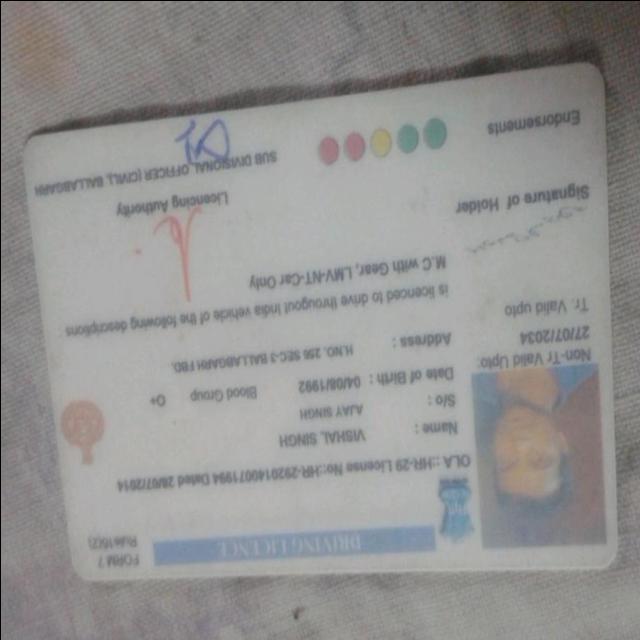 FORM 7
Rule16(2)
DRIVING LICENCE
OLA : HR-29 License No:HR-2920140071994 Dated 28/07/2014
Name : VISHAL SINGH
S/o : AJAY SINGH
Date of Birth : 04/08/1992 Blood Group O+
Address : H.NO. 256 SEC-3 BALLABGARH FBD
Non-Tr Valid Upto:
27/07/2034
Tr. Valid upto
is licenced to drive througout India vehicle of the following descriptions
M.C with Gear, LMV-NT-Car Only
Signature of Holder
Licencing Authority
SUB DIVISIONAL OFFICER (CIVIL), BALLABGARH
Endorsements